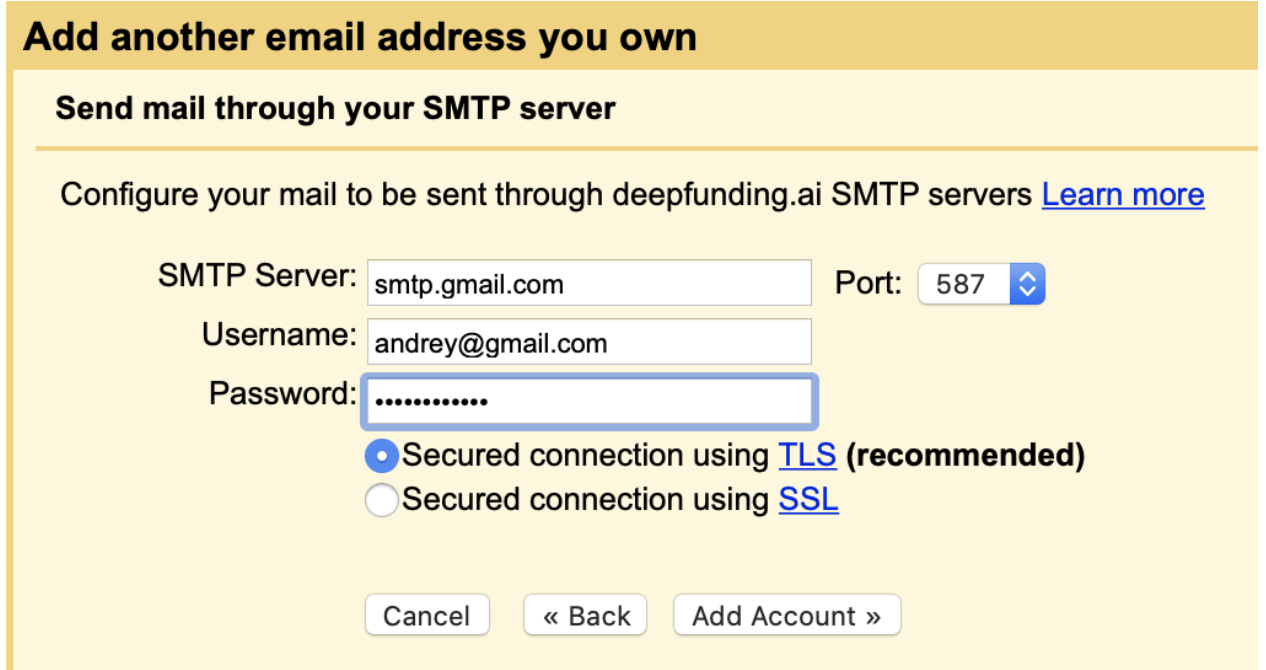 Add another email address you own
Send mail through your SMTP server
Configure your mail to be sent through deepfunding.ai SMTP servers Learn more
SMTP Server: smtp.gmail.com Port: 587
Username: andrey@gmail.com
Password: ••••••••••••
Secured connection using TLS (recommended)
Secured connection using SSL
Cancel « Back Add Account »